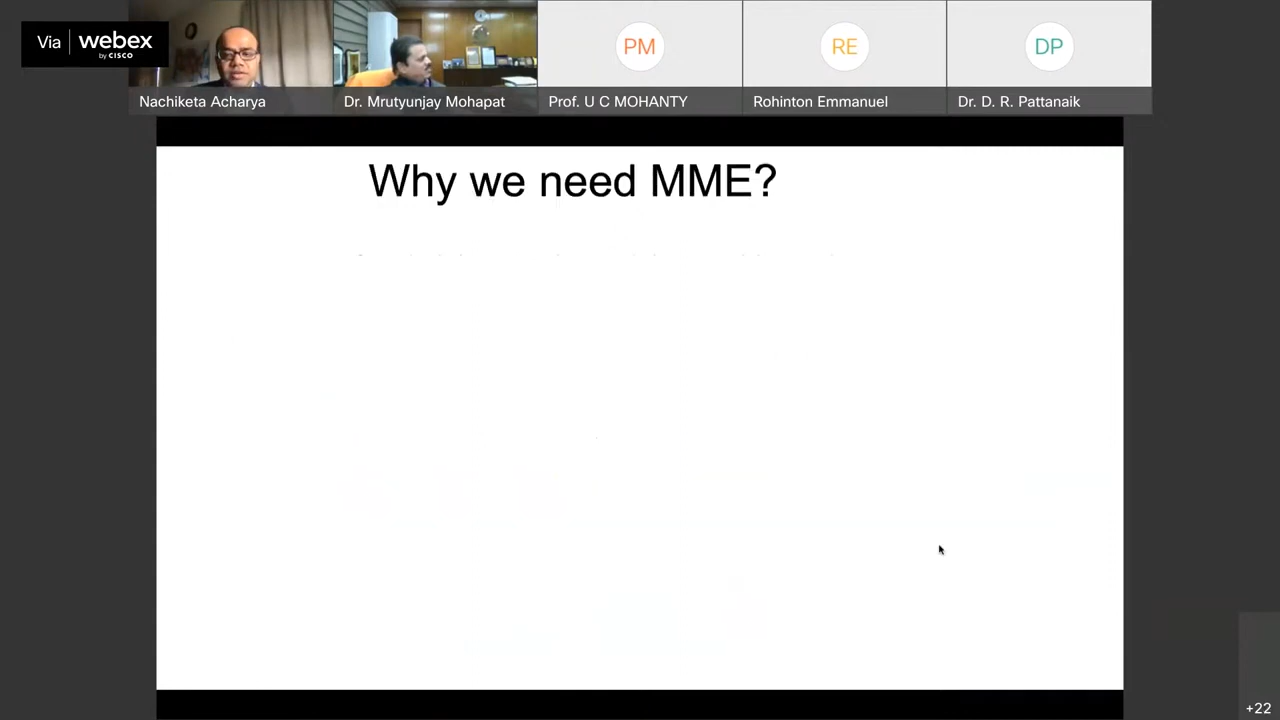 Via webex
by CISCO
PM
RE
DP
Nachiketa Acharya
Dr. Mrutyunjay Mohapat
Prof. U C MOHANTY
Rohinton Emmanuel
Dr. D. R. Pattanaik
Why we need MME?
+22